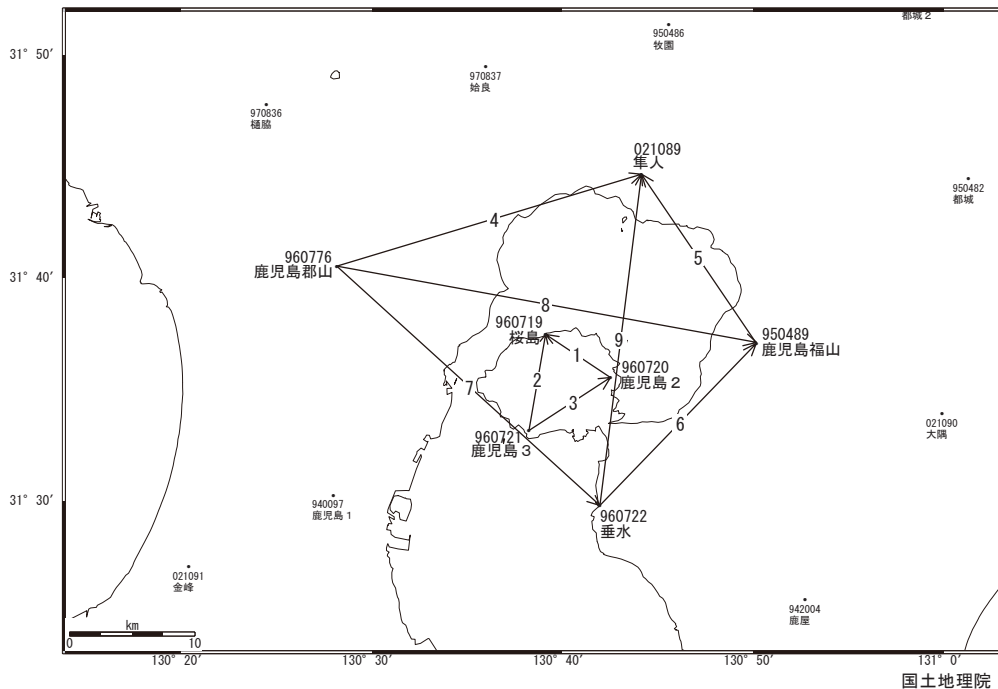 都城2
950486
牧園
31° 50′
970837
姶良
970836
樋脇
021089
隼人
950482
都城
4
960776
鹿児島郡山
5
31° 40′
8
960719
桜島
9
950489
鹿児島福山
1
960720
鹿児島2
2
7
3
6
021090
大隅
960721
鹿児島3
31° 30′
940097
鹿児島1
960722
垂水
021091
金峰
942004
鹿屋
km
0 10
130° 20′ 130° 30′ 130° 40′ 130° 50′ 131° 0′
国土地理院